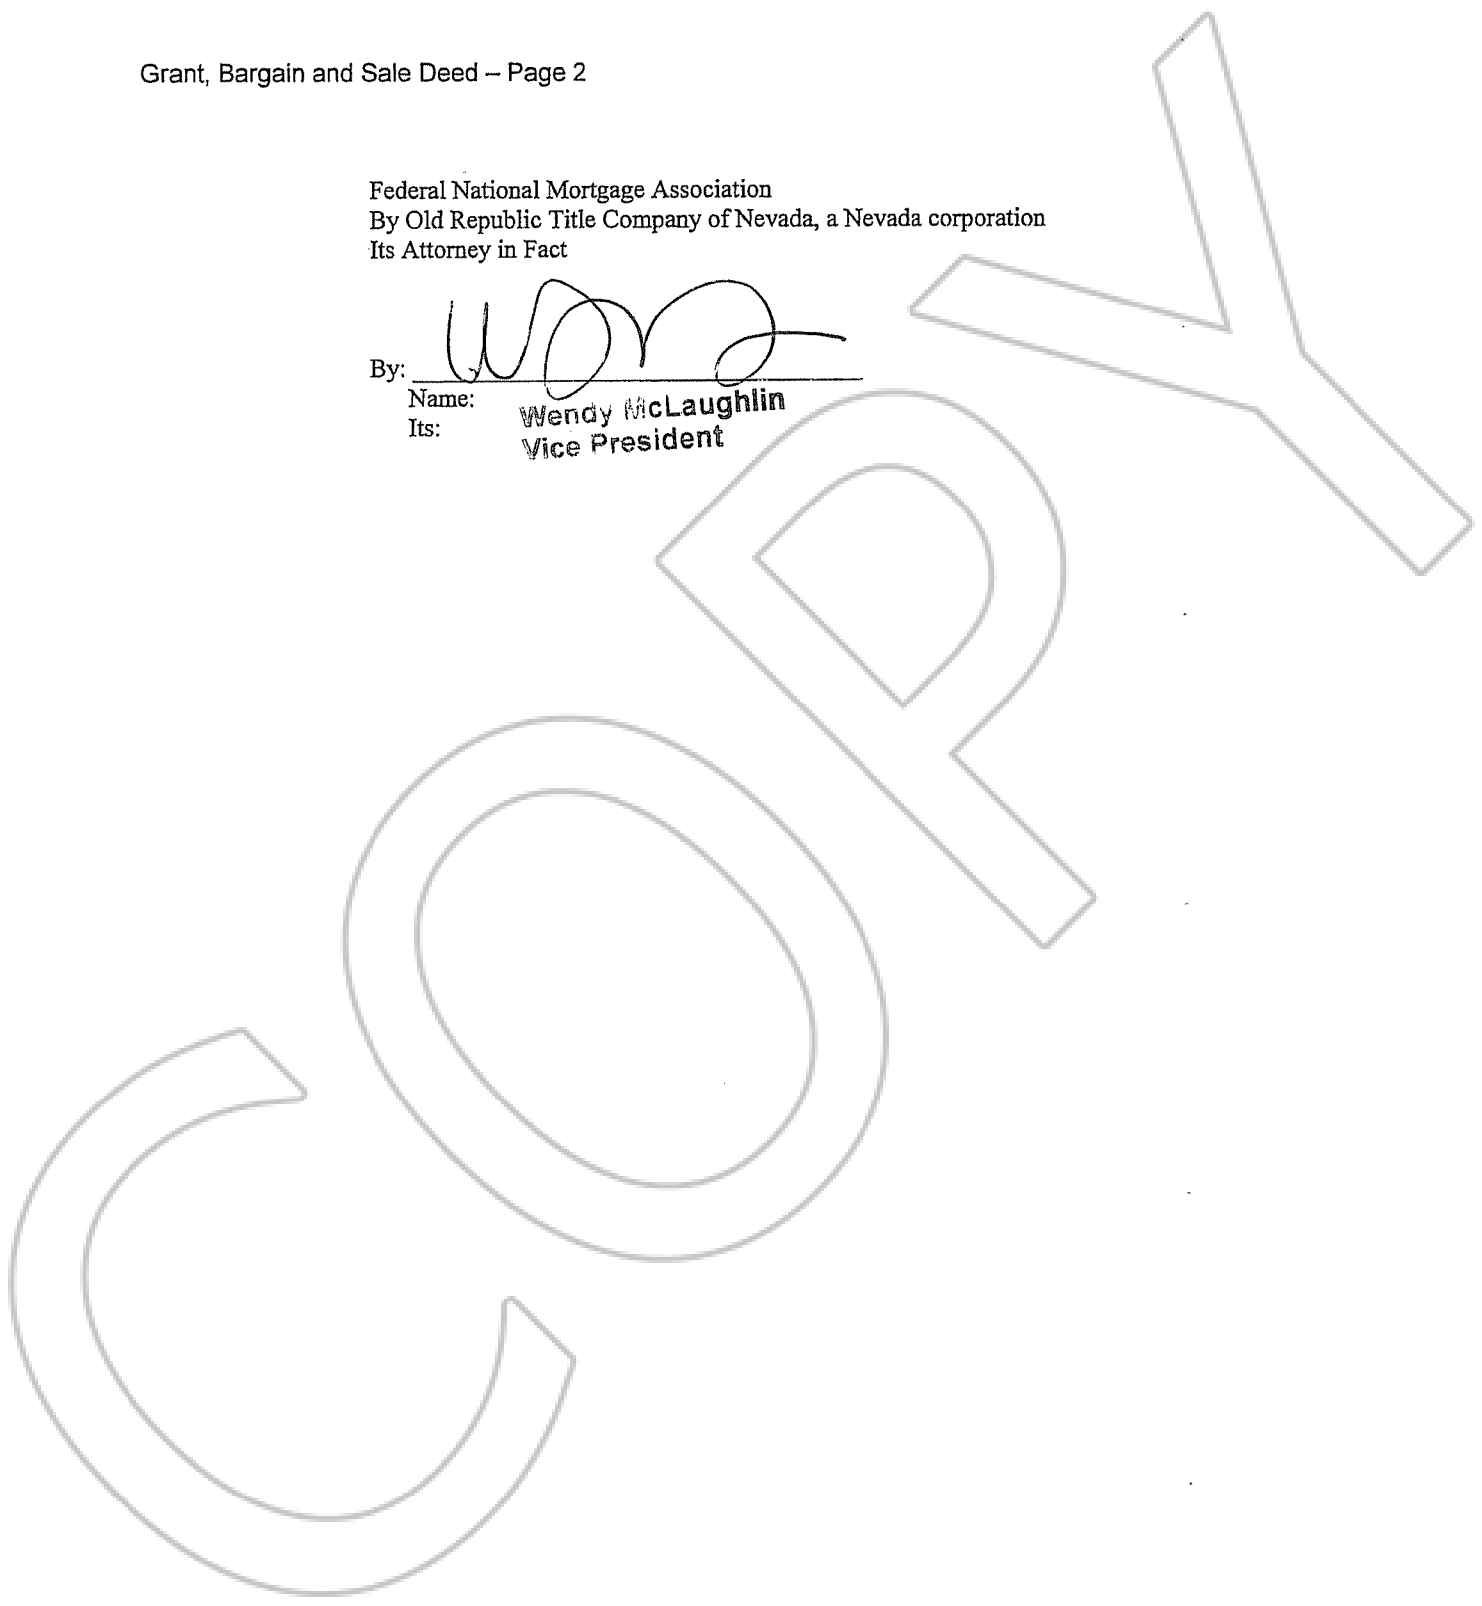 Grant, Bargain and Sale Deed – Page 2
Federal National Mortgage Association
By Old Republic Title Company of Nevada, a Nevada corporation
Its Attorney in Fact
By:
Name: Wendy McLaughlin
Its: Vice President
COPY